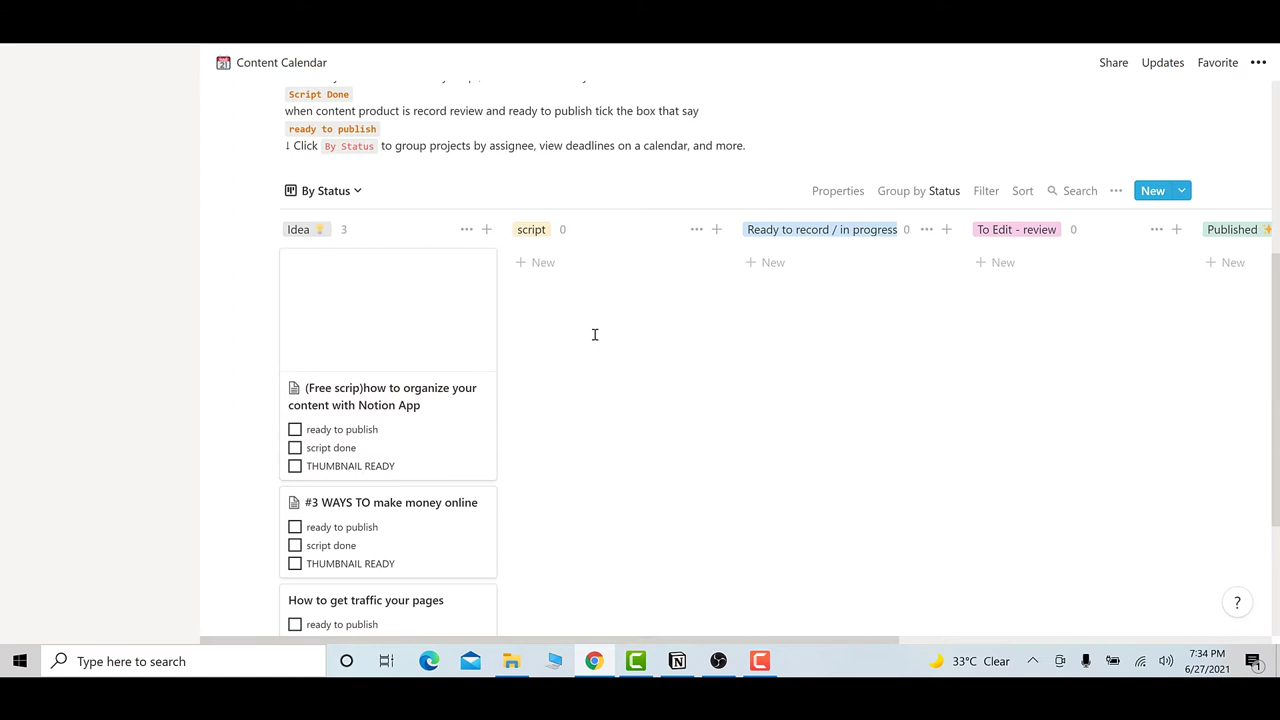 Content Calendar
Share Updates Favorite •••
Script Done
when content product is record review and ready to publish tick the box that say
ready to publish
↓ Click By Status to group projects by assignee, view deadlines on a calendar, and more.
By Status Properties Group by Status Filter Sort Search ••• New
Idea 3 ••• + script 0 ••• + Ready to record / in progress 0 ••• + To Edit - review 0 ••• + Published
+ New + New + New + New
(Free scrip)how to organize your
content with Notion App
ready to publish
script done
THUMBNAIL READY
#3 WAYS TO make money online
ready to publish
script done
THUMBNAIL READY
How to get traffic your pages
ready to publish
?
Type here to search
33°C Clear
7:34 PM
6/27/2021
1